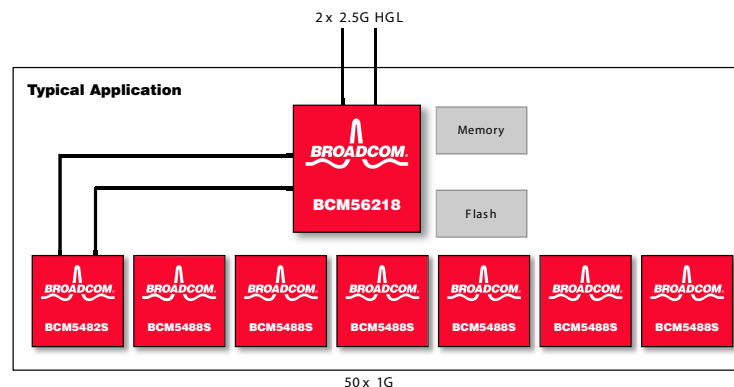 2 x 2.5G HGL
Typical Application
BROADCOM.
BCM56218
Memory
Flash
BROADCOM.
BCM5482S
BROADCOM.
BCM5488S
BROADCOM.
BCM5488S
BROADCOM.
BCM5488S
BROADCOM.
BCM5488S
BROADCOM.
BCM5488S
BROADCOM.
BCM5488S
50 x 1G